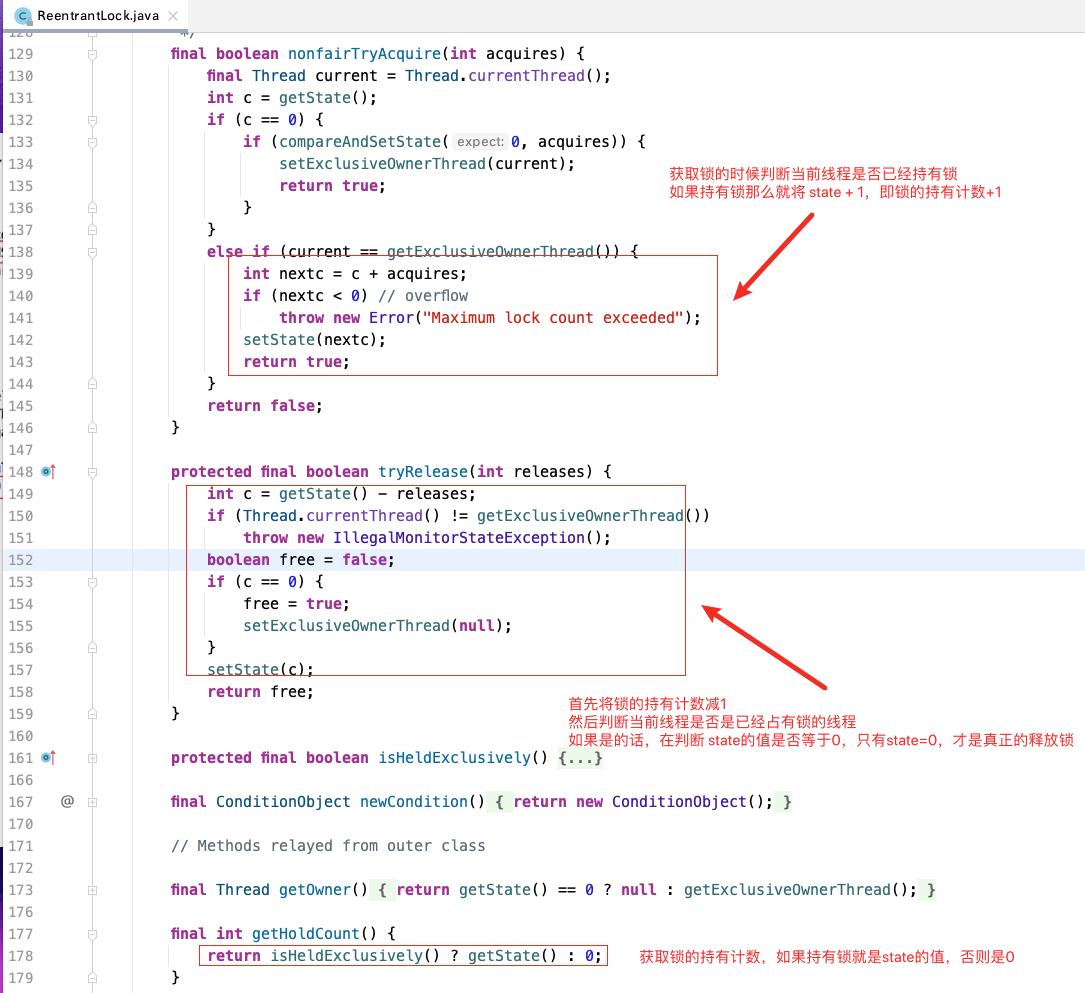 ReentrantLock.java
128 */
129 final boolean nonfairTryAcquire(int acquires) {
130 final Thread current = Thread.currentThread();
131 int c = getState();
132 if (c == 0) {
133 if (compareAndSetState( expect: 0, acquires)) {
134 setExclusiveOwnerThread(current);
135 return true;
136 }
137 }
138 else if (current == getExclusiveOwnerThread()) {
139 int nextc = c + acquires;
140 if (nextc < 0) // overflow
141 throw new Error("Maximum lock count exceeded");
142 setState(nextc);
143 return true;
144 }
145 return false;
146 }
获取锁的时候判断当前线程是否已经持有锁
如果持有锁那么就将 state + 1，即锁的持有计数+1
147
148 protected final boolean tryRelease(int releases) {
149 int c = getState() - releases;
150 if (Thread.currentThread() != getExclusiveOwnerThread())
151 throw new IllegalMonitorStateException();
152 boolean free = false;
153 if (c == 0) {
154 free = true;
155 setExclusiveOwnerThread(null);
156 }
157 setState(c);
158 return free;
159 }
首先将锁的持有计数减1
然后判断当前线程是否是已经占有锁的线程
如果是的话，在判断 state的值是否等于0，只有state=0，才是真正的释放锁
160
161 protected final boolean isHeldExclusively() {...}
166
167 @ final ConditionObject newCondition() { return new ConditionObject(); }
170
171 // Methods relayed from outer class
172
173 final Thread getOwner() { return getState() == 0 ? null : getExclusiveOwnerThread(); }
176
177 final int getHoldCount() {
178 return isHeldExclusively() ? getState() : 0;
获取锁的持有计数，如果持有锁就是state的值，否则是0
179 }